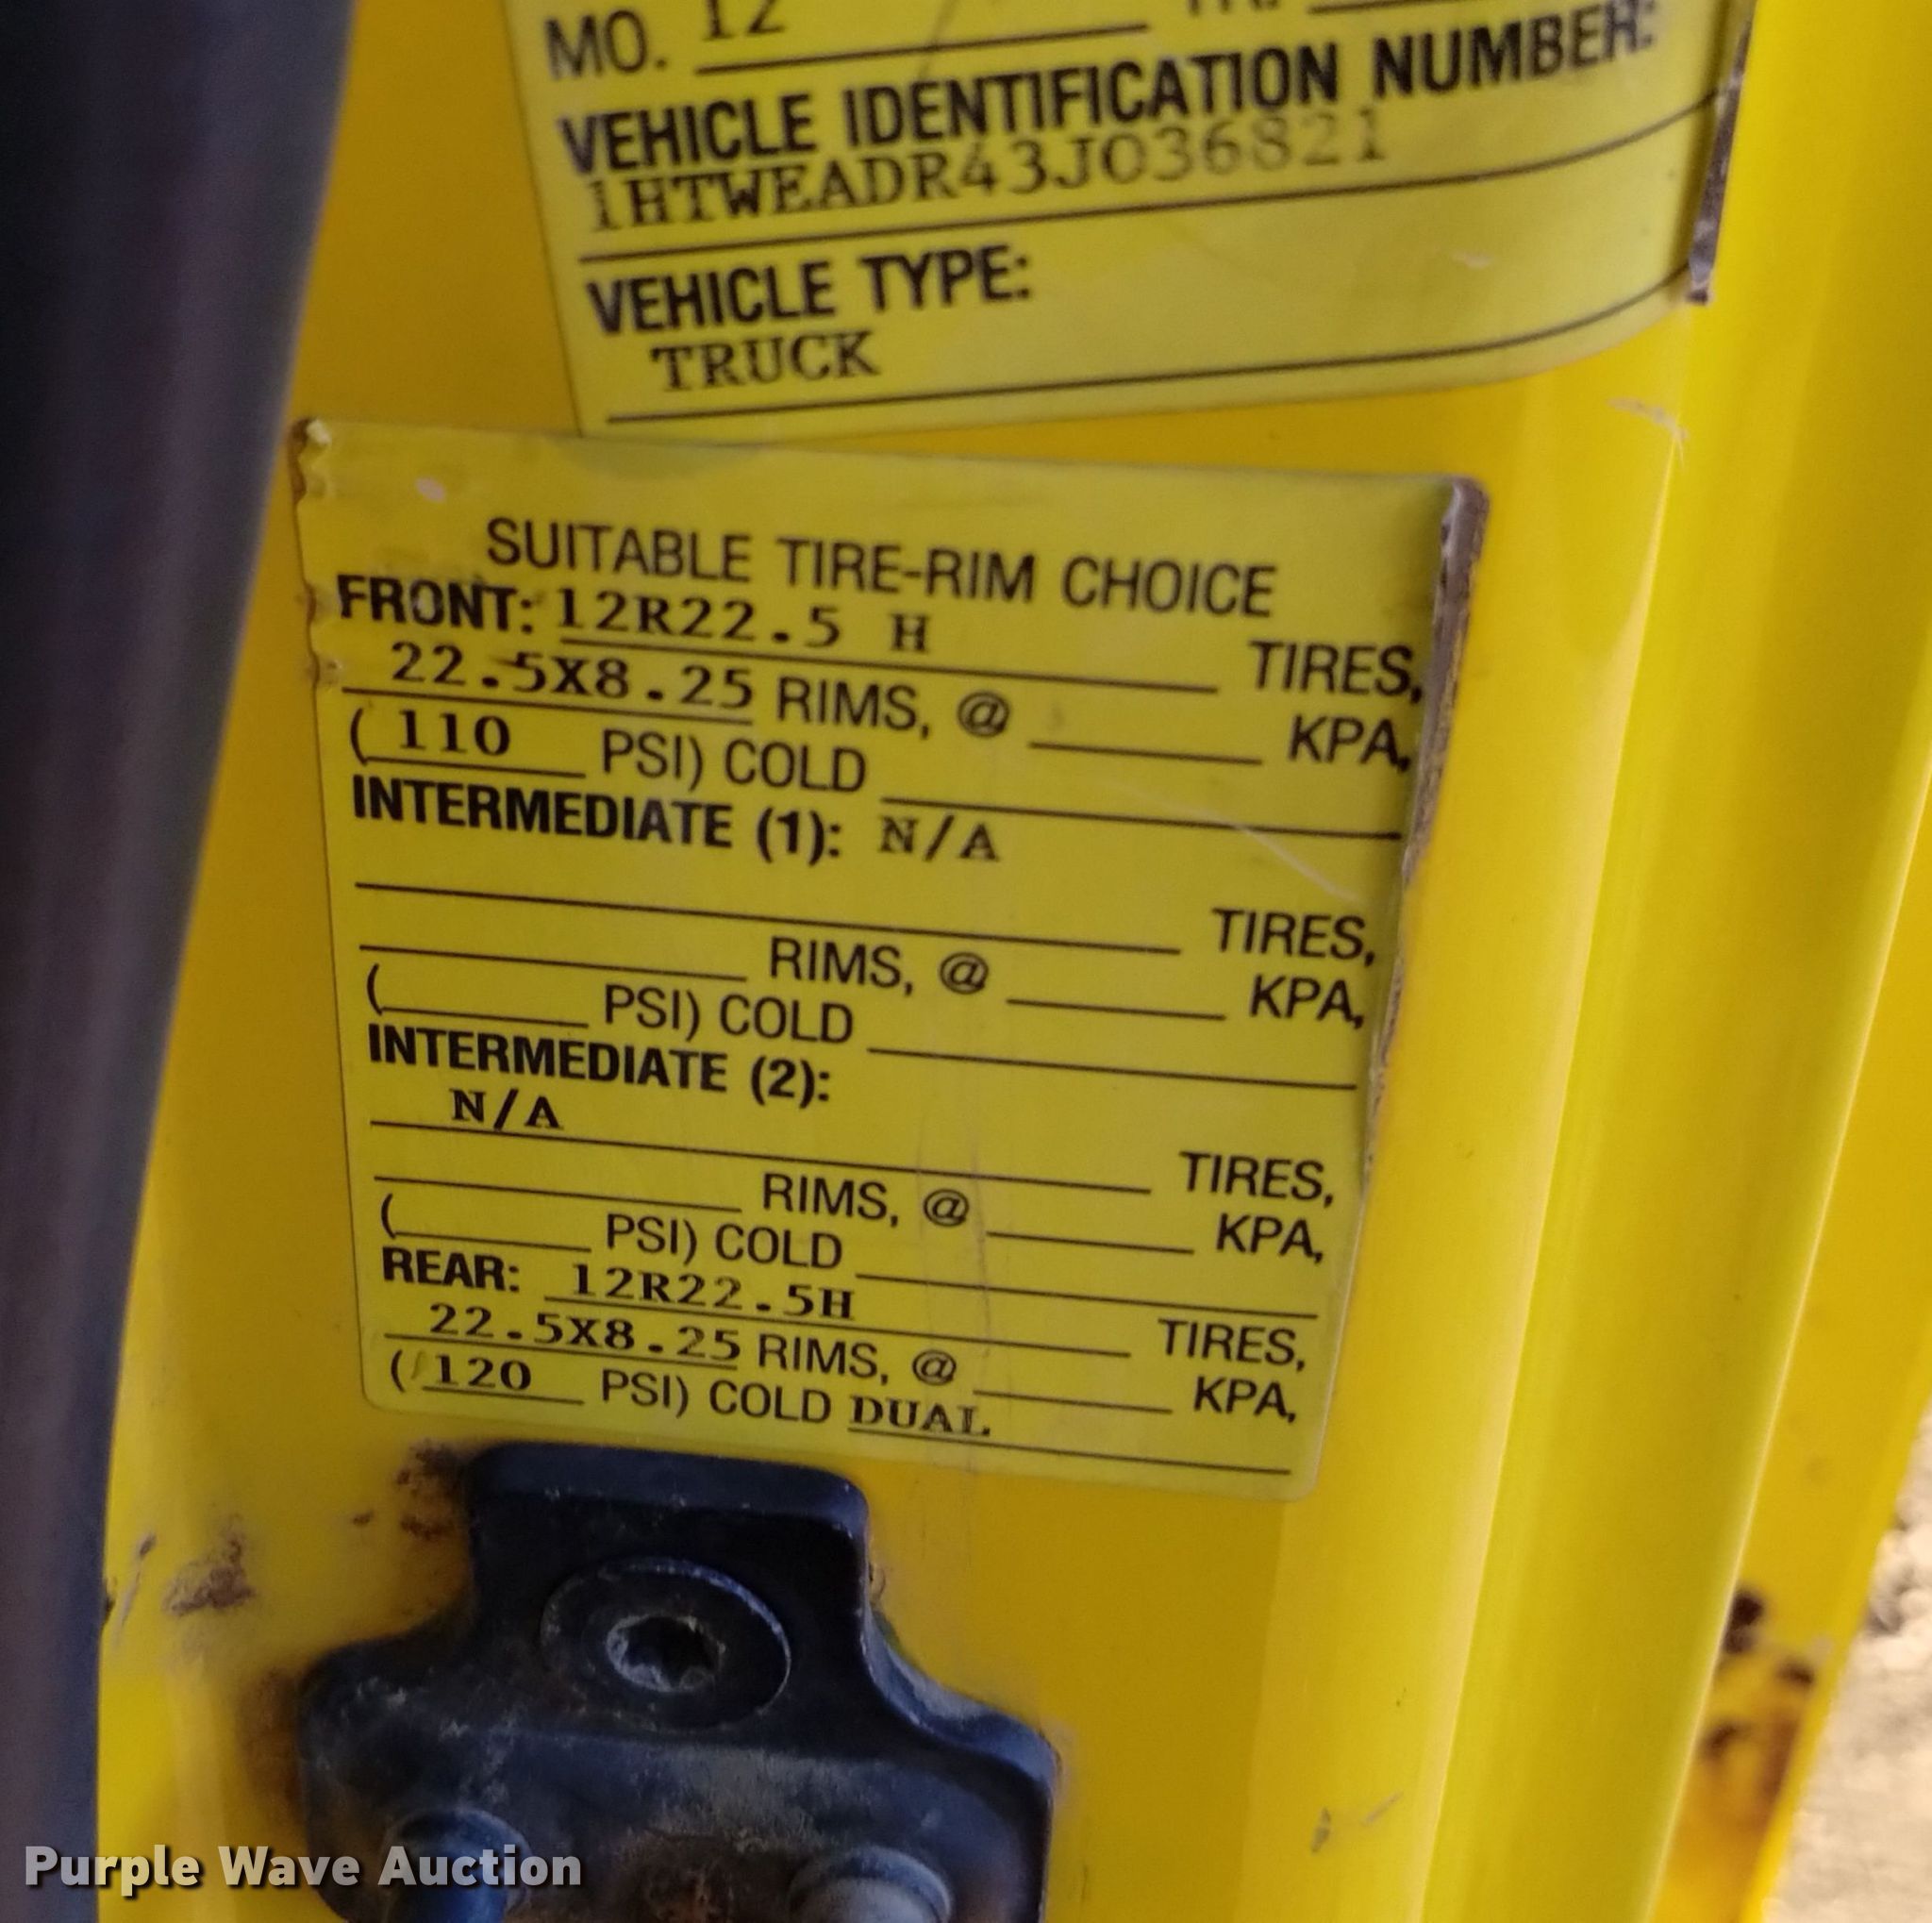 MO. 12 YR.
VEHICLE IDENTIFICATION NUMBER:
1HTWEADR43J036821
VEHICLE TYPE:
TRUCK
SUITABLE TIRE-RIM CHOICE
FRONT: 12R22.5 H TIRES,
22.5X8.25 RIMS, @ KPA,
(110 PSI) COLD
INTERMEDIATE (1): N/A
TIRES,
RIMS, @ KPA,
( PSI) COLD
INTERMEDIATE (2):
N/A TIRES,
RIMS, @ KPA,
( PSI) COLD
REAR: 12R22.5H TIRES,
22.5X8.25 RIMS, @ KPA,
(120 PSI) COLD DUAL
Purple Wave Auction